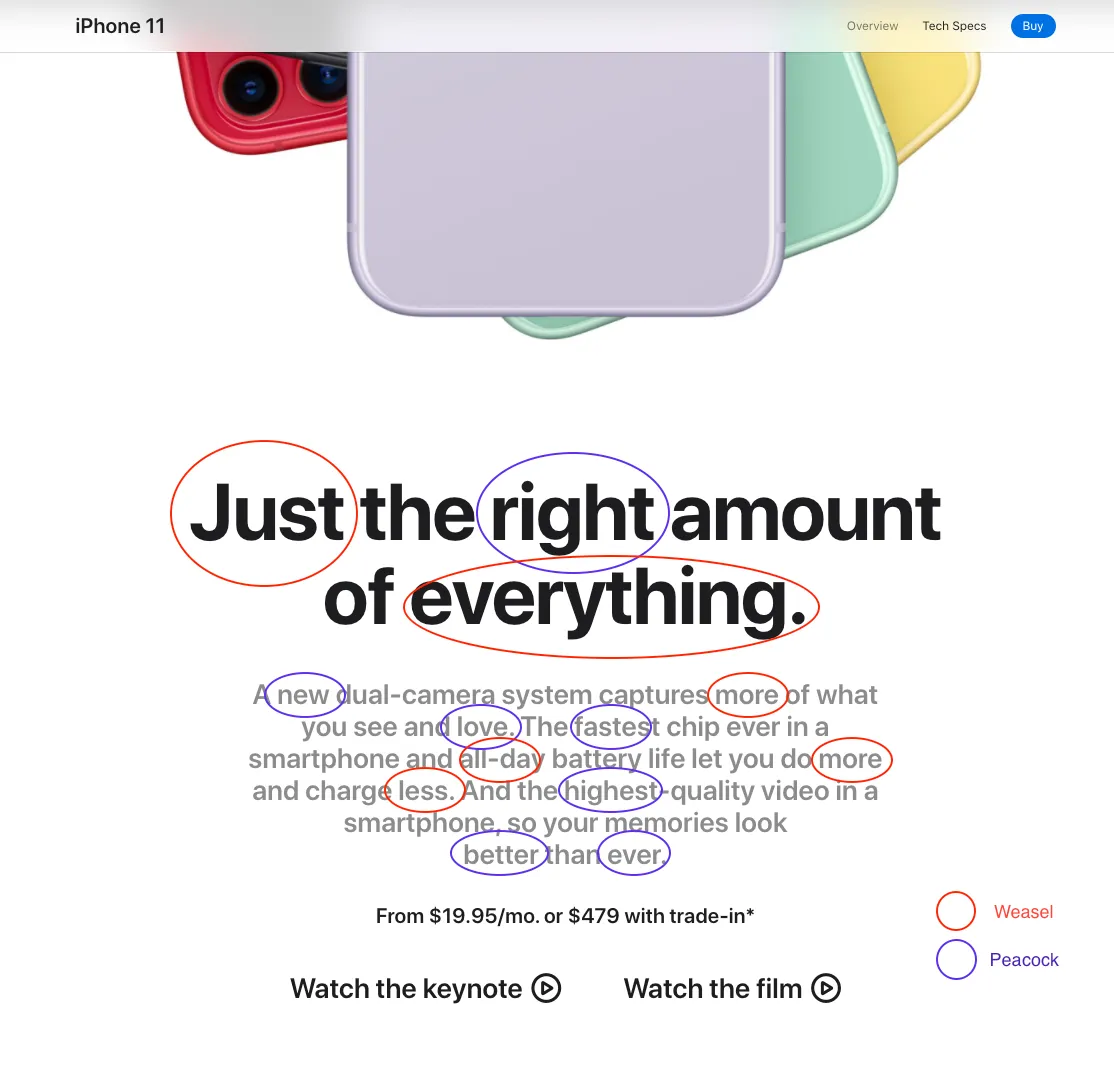 iPhone 11
Overview
Tech Specs
Buy
Just the right amount
of everything.
A new dual-camera system captures more of what
you see and love. The fastest chip ever in a
smartphone and all-day battery life let you do more
and charge less. And the highest-quality video in a
smartphone, so your memories look
better than ever.
From $19.95/mo. or $479 with trade-in*
Watch the keynote
Watch the film
Weasel
Peacock